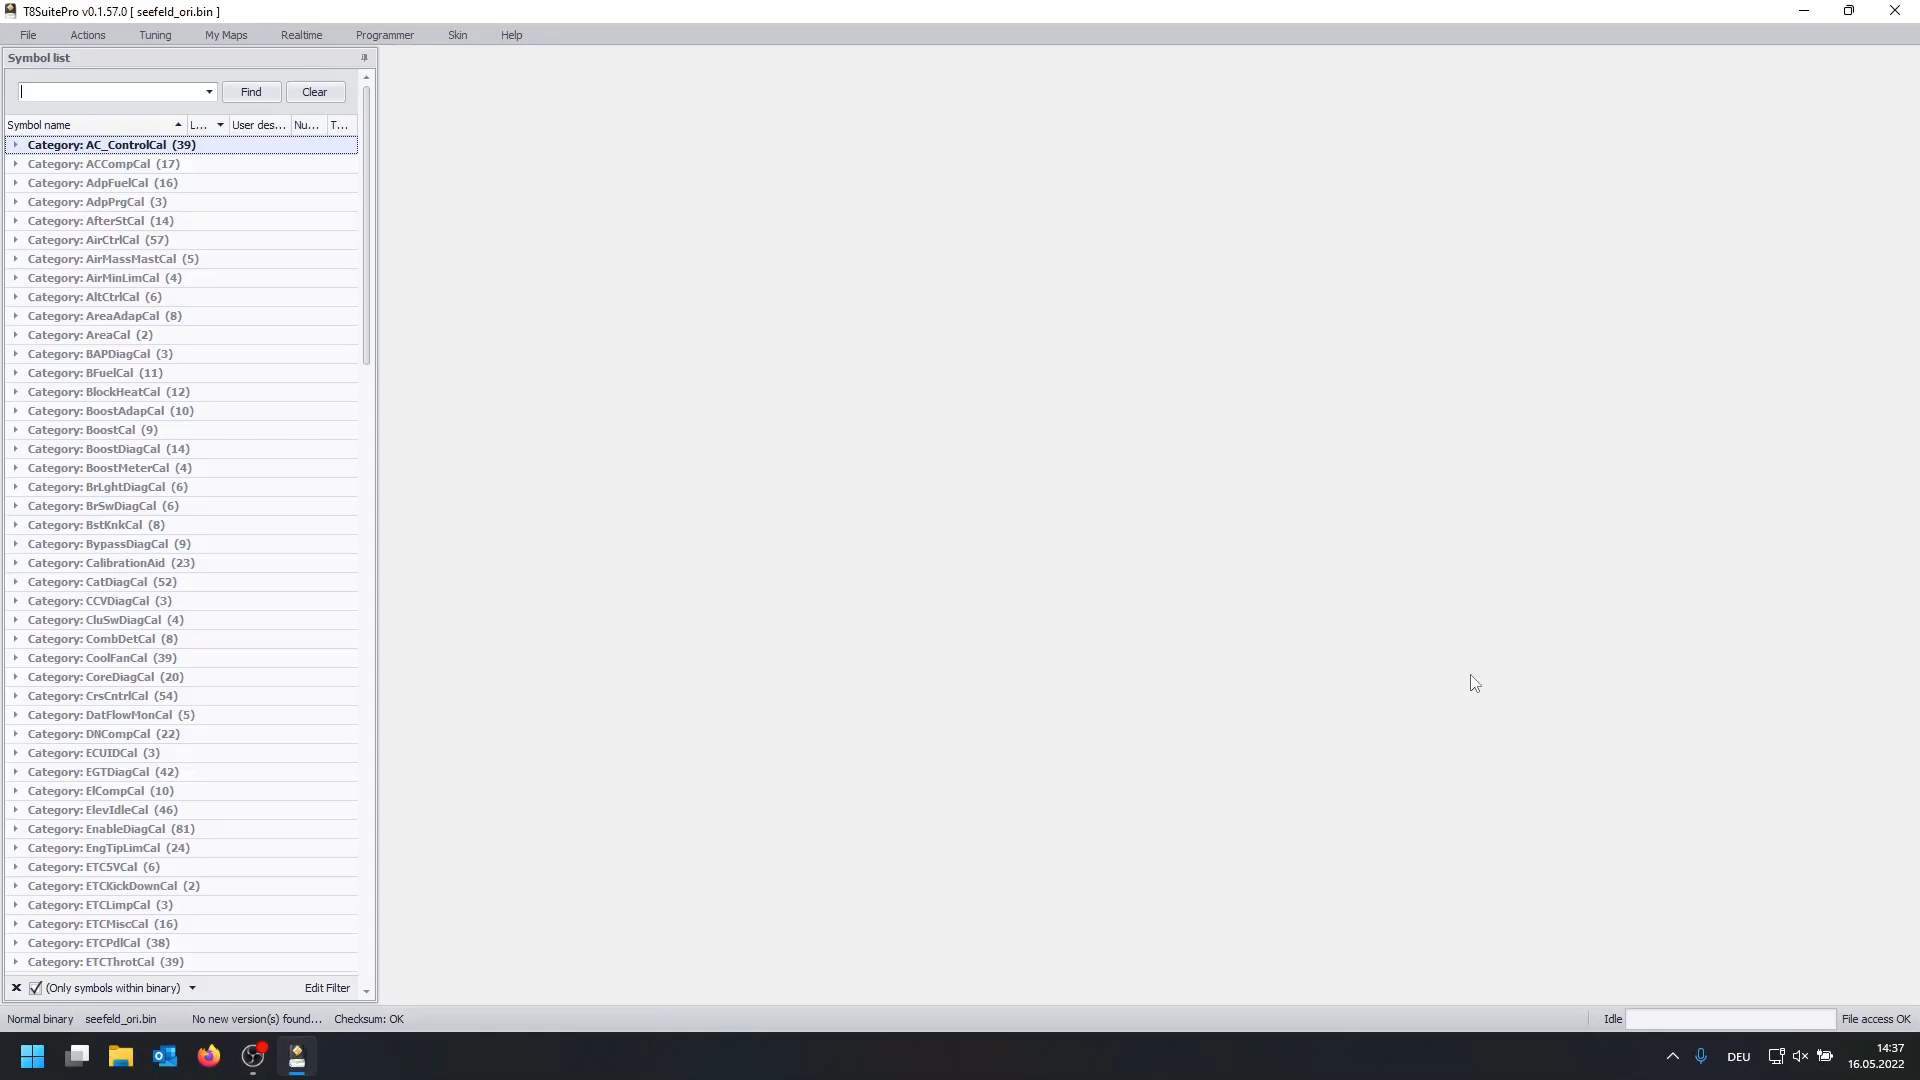 T8SuitePro v0.1.57.0 [ seefeld_ori.bin ]
File Actions Tuning My Maps Realtime Programmer Skin Help
Symbol list
Find Clear
Symbol name L... User des... Nu... T...
Category: AC_ControlCal (39)
Category: ACCompCal (17)
Category: AdpFuelCal (16)
Category: AdpPrgCal (3)
Category: AfterStCal (14)
Category: AirCtrlCal (57)
Category: AirMassMastCal (5)
Category: AirMinLimCal (4)
Category: AltCtrlCal (6)
Category: AreaAdapCal (8)
Category: AreaCal (2)
Category: BAPDiagCal (3)
Category: BFuelCal (11)
Category: BlockHeatCal (12)
Category: BoostAdapCal (10)
Category: BoostCal (9)
Category: BoostDiagCal (14)
Category: BoostMeterCal (4)
Category: BrLghtDiagCal (6)
Category: BrSwDiagCal (6)
Category: BstKnkCal (8)
Category: BypassDiagCal (9)
Category: CalibrationAid (23)
Category: CatDiagCal (52)
Category: CCVDiagCal (3)
Category: CluSwDiagCal (4)
Category: CombDetCal (8)
Category: CoolFanCal (39)
Category: CoreDiagCal (20)
Category: CrsCntrlCal (54)
Category: DatFlowMonCal (5)
Category: DNCompCal (22)
Category: ECUIDCal (3)
Category: EGTDiagCal (42)
Category: ElCompCal (10)
Category: ElevIdleCal (46)
Category: EnableDiagCal (81)
Category: EngTipLimCal (24)
Category: ETC5VCal (6)
Category: ETCKickDownCal (2)
Category: ETCLimpCal (3)
Category: ETCMiscCal (16)
Category: ETCPdlCal (38)
Category: ETCThrotCal (39)
(Only symbols within binary) Edit Filter
Normal binary seefeld_ori.bin No new version(s) found... Checksum: OK Idle File access OK
DEU
14:37
16.05.2022